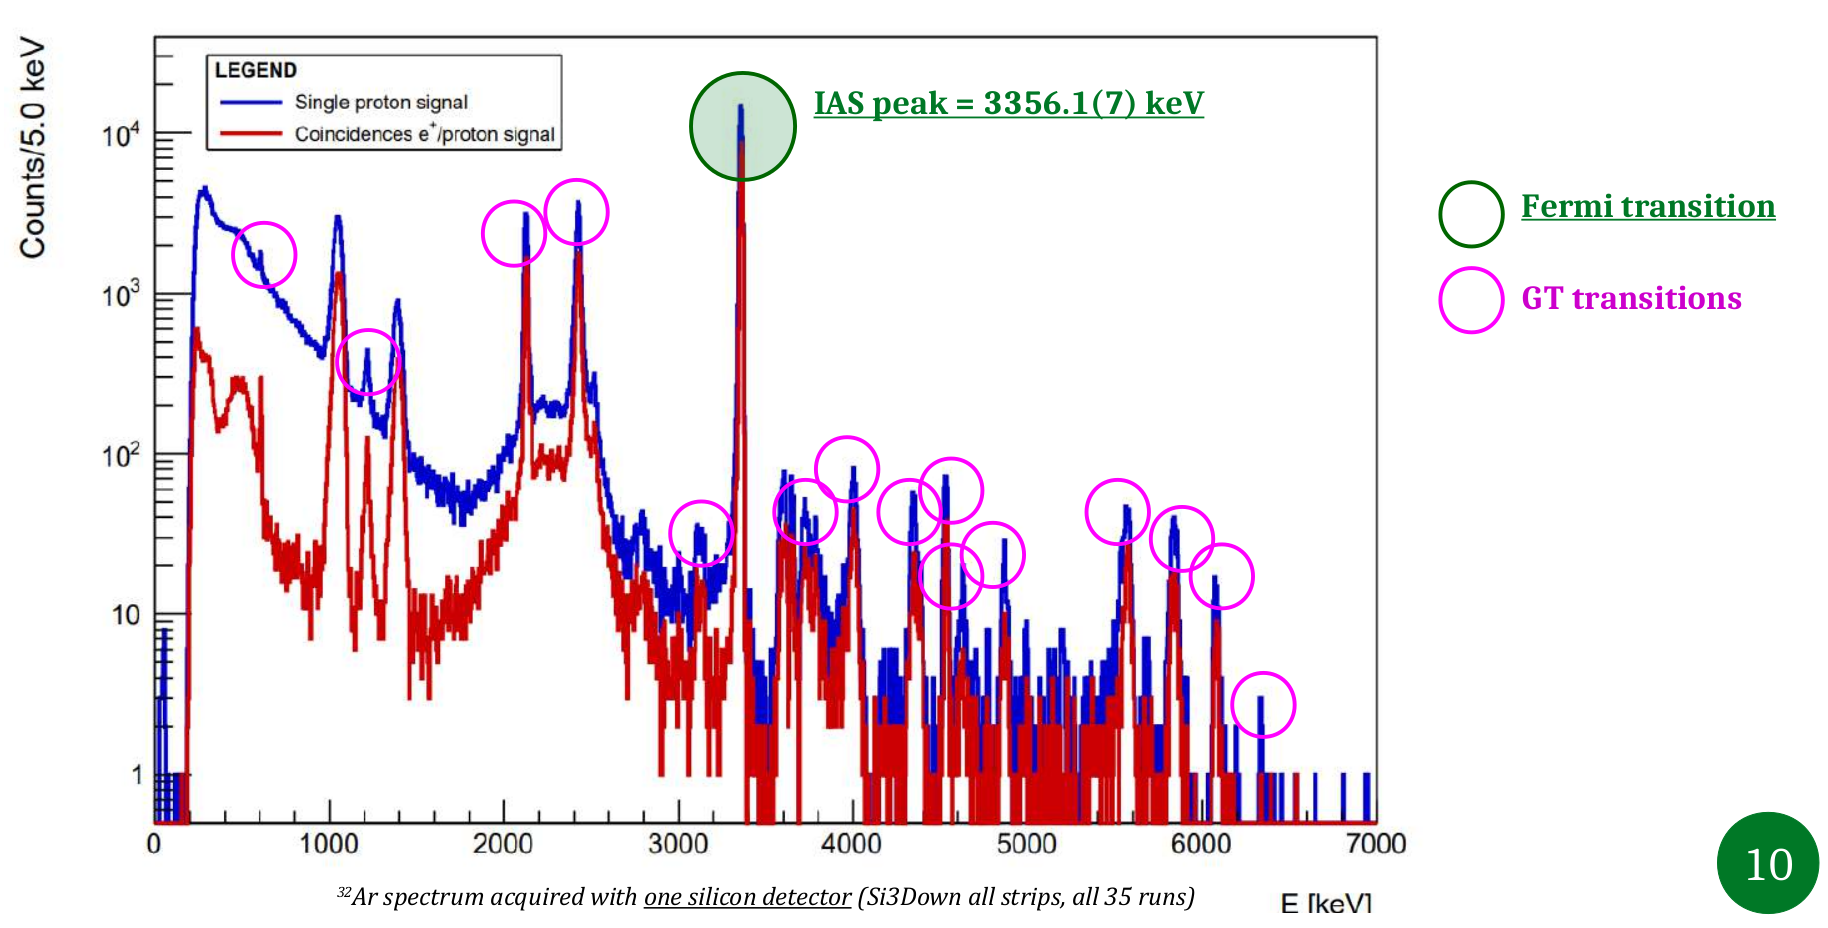 Counts/5.0 keV
LEGEND
Single proton signal
Coincidences e⁺/proton signal
IAS peak = 3356.1(7) keV
Fermi transition
GT transitions
10⁴
10³
10²
10
1
0 1000 2000 3000 4000 5000 6000 7000
³²Ar spectrum acquired with one silicon detector (Si3Down all strips, all 35 runs)
E [keV]
10